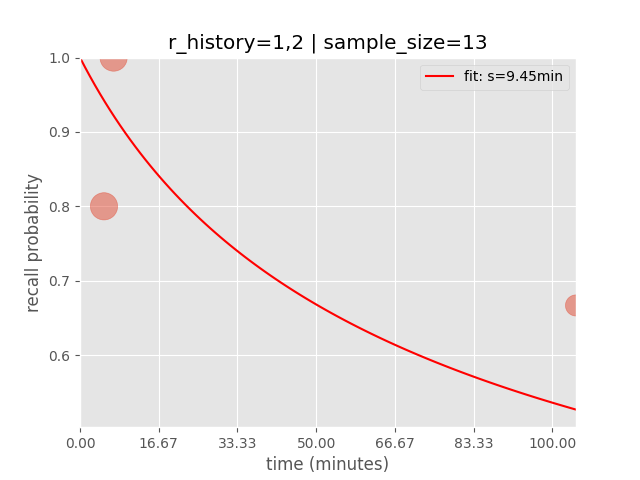 r_history=1,2 | sample_size=13
fit: s=9.45min
recall probability
1.0
0.9
0.8
0.7
0.6
0.00 16.67 33.33 50.00 66.67 83.33 100.00
time (minutes)